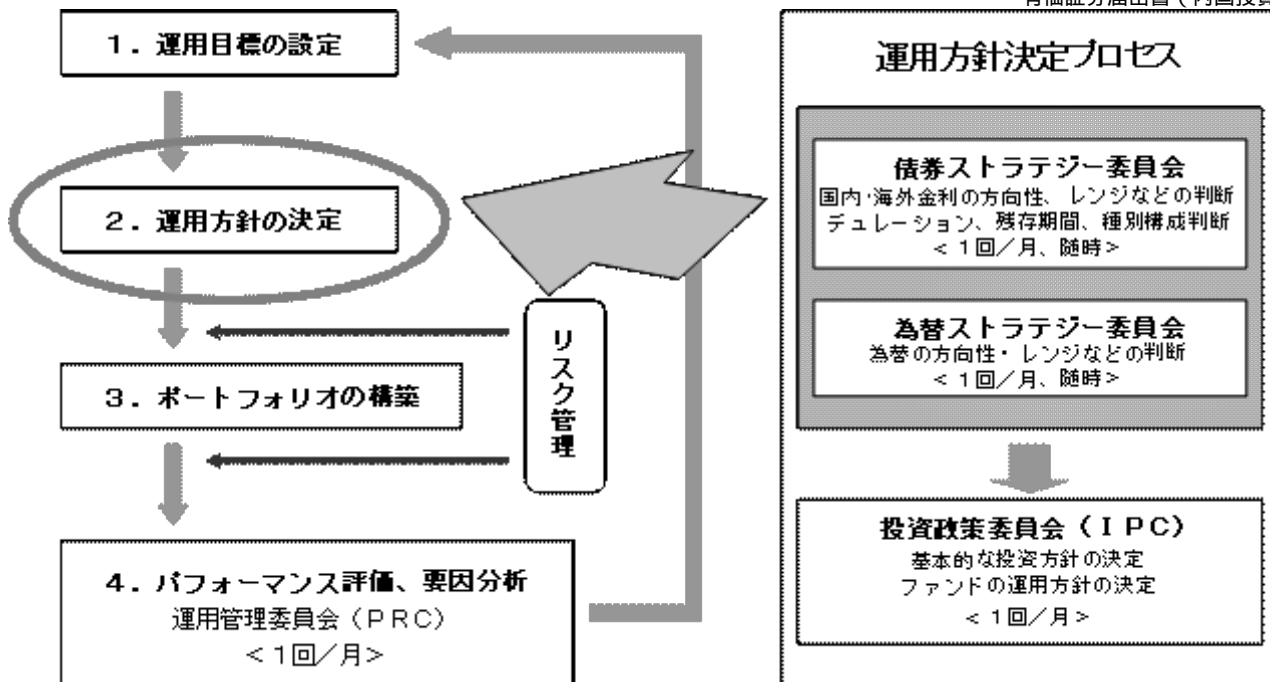 有価証券届出書(内国投資
1.運用目標の設定
2.運用方針の決定
リスク管理
3.ポートフォリオの構築
4.パフォーマンス評価、要因分析
運用管理委員会(PRC)
<1回/月>
運用方針決定プロセス
債券ストラテジー委員会
国内・海外金利の方向性、レンジなどの判断
デュレーション、残存期間、種別構成判断
<1回/月、随時>
為替ストラテジー委員会
為替の方向性・レンジなどの判断
<1回/月、随時>
投資政策委員会(IPC)
基本的な投資方針の決定
ファンドの運用方針の決定
<1回/月>